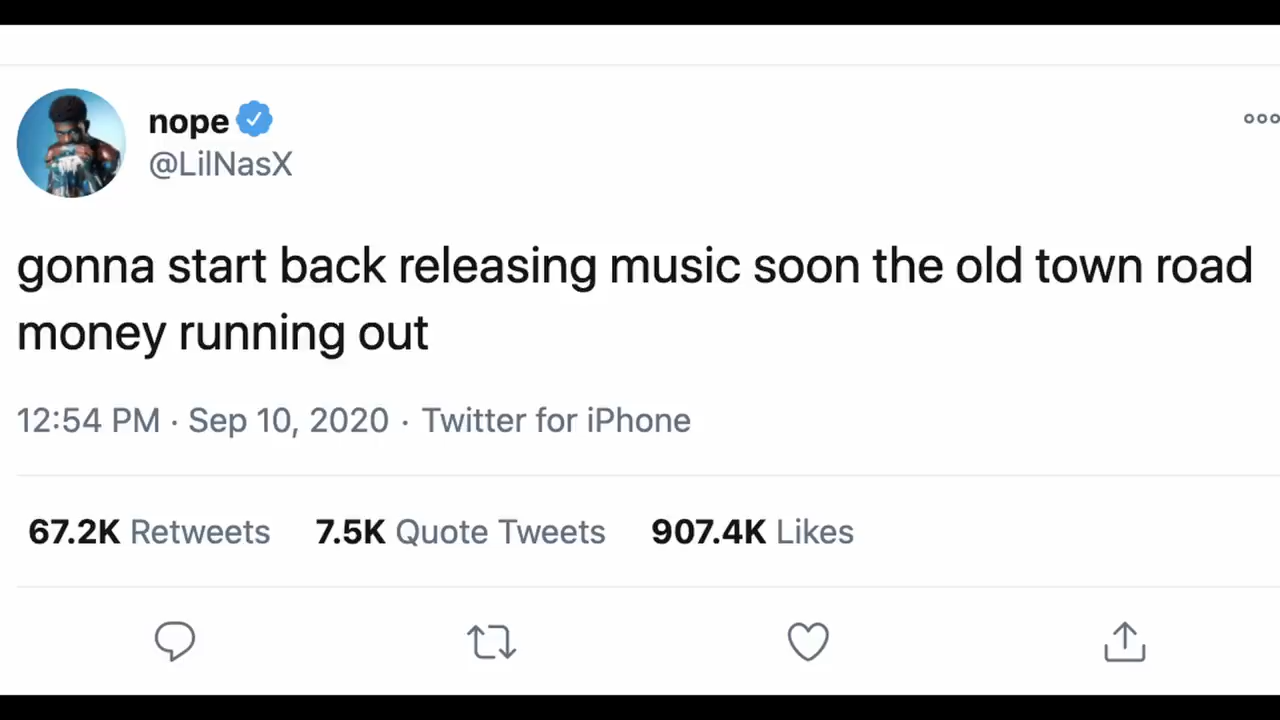 nope
@LilNasX
gonna start back releasing music soon the old town road
money running out
12:54 PM · Sep 10, 2020 · Twitter for iPhone
67.2K Retweets 7.5K Quote Tweets 907.4K Likes